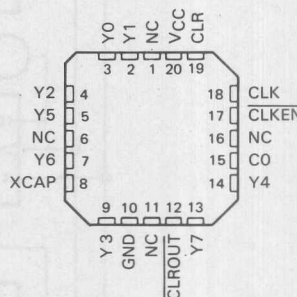 Y0 Y1 NC VCC CLR
3 2 1 20 19
Y2 4 18 CLK
Y5 5 17 CLKEN
NC 6 16 NC
Y6 7 15 CO
XCAP 8 14 Y4
9 10 11 12 13
Y3 GND NC CLROUT Y7